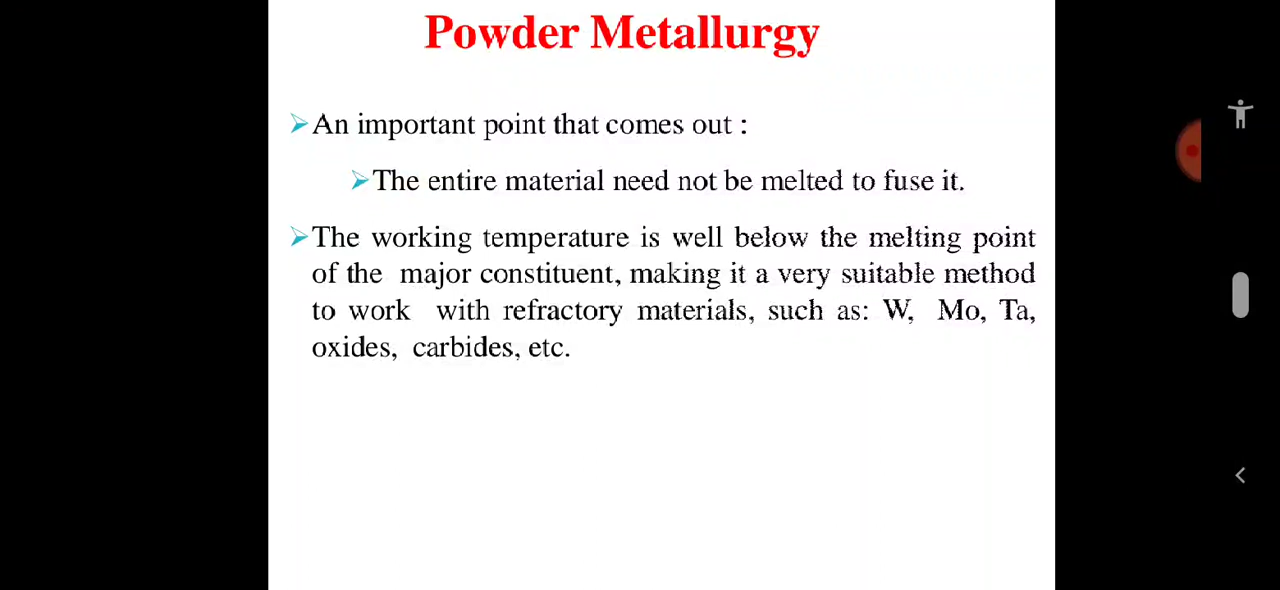 Powder Metallurgy
An important point that comes out :
The entire material need not be melted to fuse it.
The working temperature is well below the melting point
of the major constituent, making it a very suitable method
to work with refractory materials, such as: W, Mo, Ta,
oxides, carbides, etc.